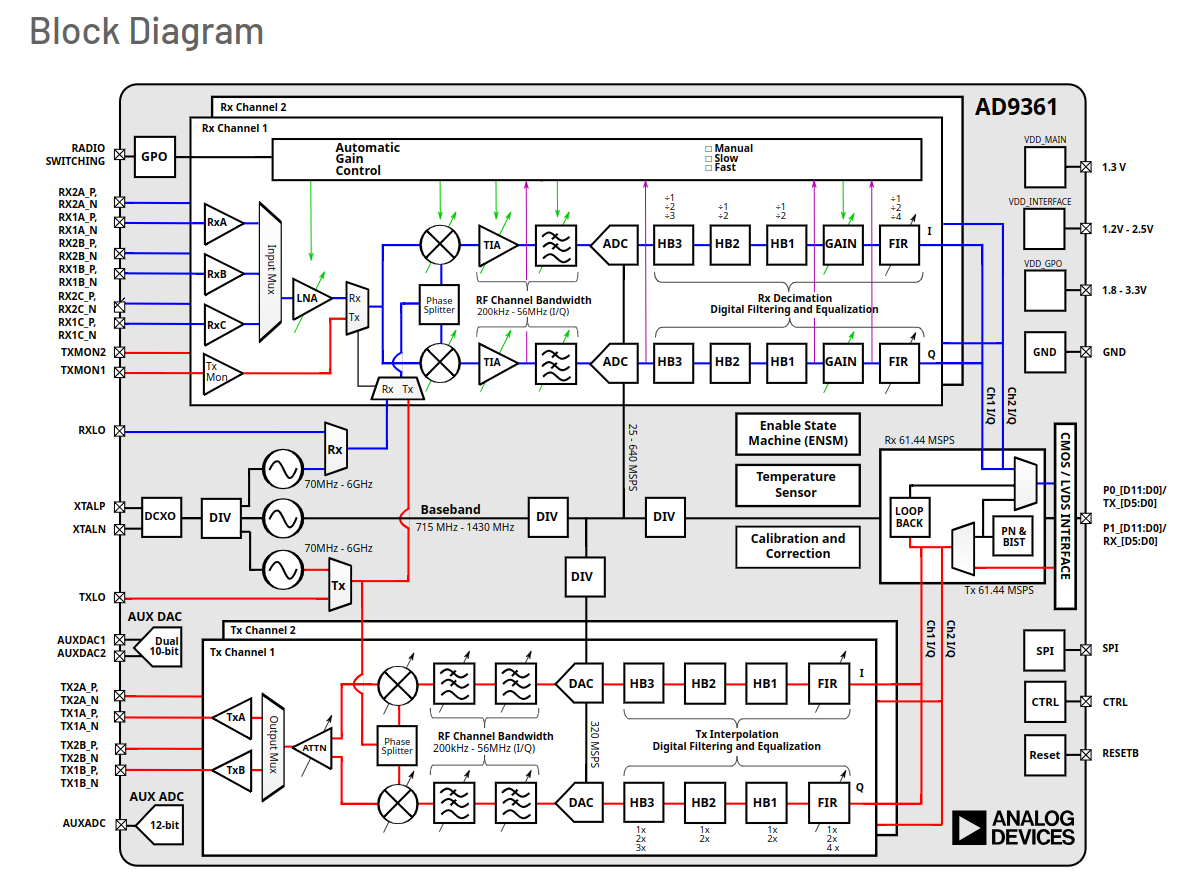 Block Diagram
AD9361
Rx Channel 2
Rx Channel 1
RADIO
SWITCHING
GPO
Automatic
Gain
Control
Manual
Slow
Fast
VDD_MAIN
1.3 V
VDD_INTERFACE
1.2V - 2.5V
VDD_GPO
1.8 - 3.3V
GND
GND
RX2A_P,
RX2A_N
RX1A_P,
RX1A_N
RX2B_P,
RX2B_N
RX1B_P,
RX1B_N
RX2C_P,
RX2C_N
RX1C_P,
RX1C_N
TXMON2
TXMON1
RxA
RxB
RxC
Tx
Mon
Input Mux
LNA
Rx
Tx
Phase
Splitter
TIA
ADC
÷1
÷2
÷3
÷1
÷2
÷1
÷2
÷1
÷2
÷4
HB3
HB2
HB1
GAIN
FIR
I
RF Channel Bandwidth
200kHz - 56MHz (I/Q)
Rx Decimation
Digital Filtering and Equalization
TIA
ADC
HB3
HB2
HB1
GAIN
FIR
Q
Rx Tx
Ch1 I/Q
Ch2 I/Q
RXLO
Rx
70MHz - 6GHz
XTALP
XTALN
DCXO
DIV
Baseband
715 MHz - 1430 MHz
DIV
DIV
DIV
25 - 640 MSPS
70MHz - 6GHz
Tx
TXLO
Enable State
Machine (ENSM)
Temperature
Sensor
Calibration and
Correction
Rx 61.44 MSPS
LOOP
BACK
PN &
BIST
Tx 61.44 MSPS
CMOS / LVDS INTERFACE
P0_[D11:D0]/
TX_[D5:D0]
P1_[D11:D0]/
RX_[D5:D0]
AUX DAC
AUXDAC1
AUXDAC2
Dual
10-bit
Tx Channel 2
Tx Channel 1
TX2A_P,
TX2A_N
TX1A_P,
TX1A_N
TX2B_P,
TX2B_N
TX1B_P,
TX1B_N
TxA
TxB
Output Mux
ATTN
Phase
Splitter
DAC
HB3
HB2
HB1
FIR
I
RF Channel Bandwidth
200kHz - 56MHz (I/Q)
320 MSPS
Tx Interpolation
Digital Filtering and Equalization
DAC
HB3
HB2
HB1
FIR
Q
1x
2x
3x
1x
2x
1x
2x
1x
2x
4 x
Ch1 I/Q
Ch2 I/Q
SPI
SPI
CTRL
CTRL
Reset
RESETB
AUX ADC
AUXADC
12-bit
ANALOG
DEVICES